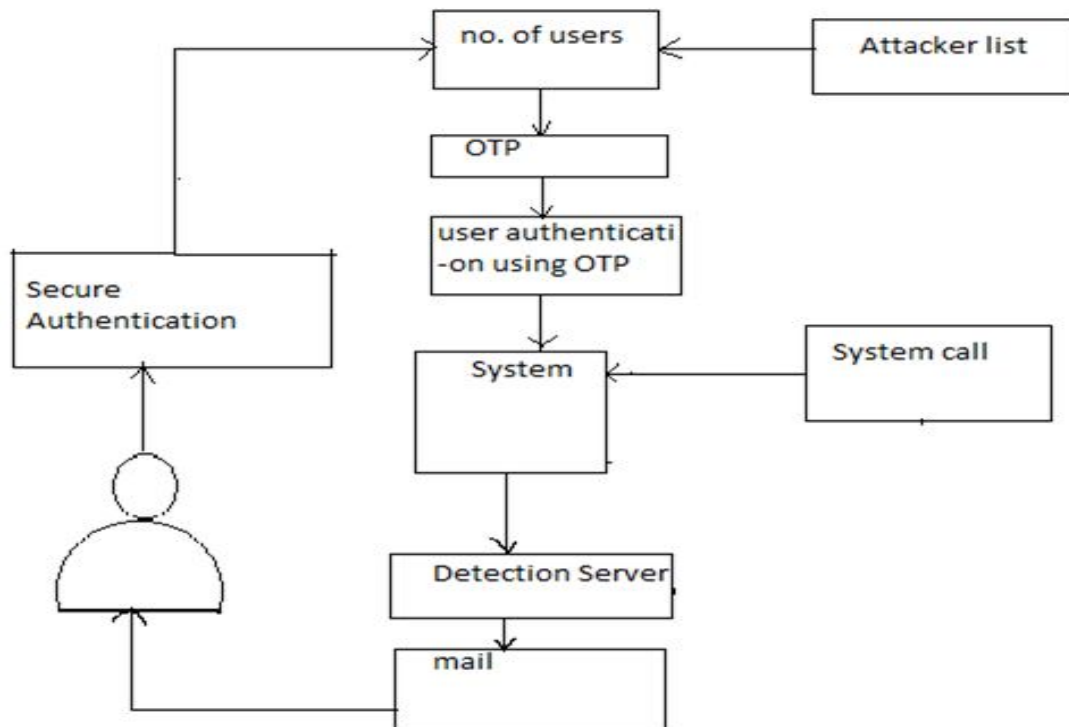 no. of users
Attacker list
OTP
user authenticati
-on using OTP
Secure
Authentication
System
System call
Detection Server
mail